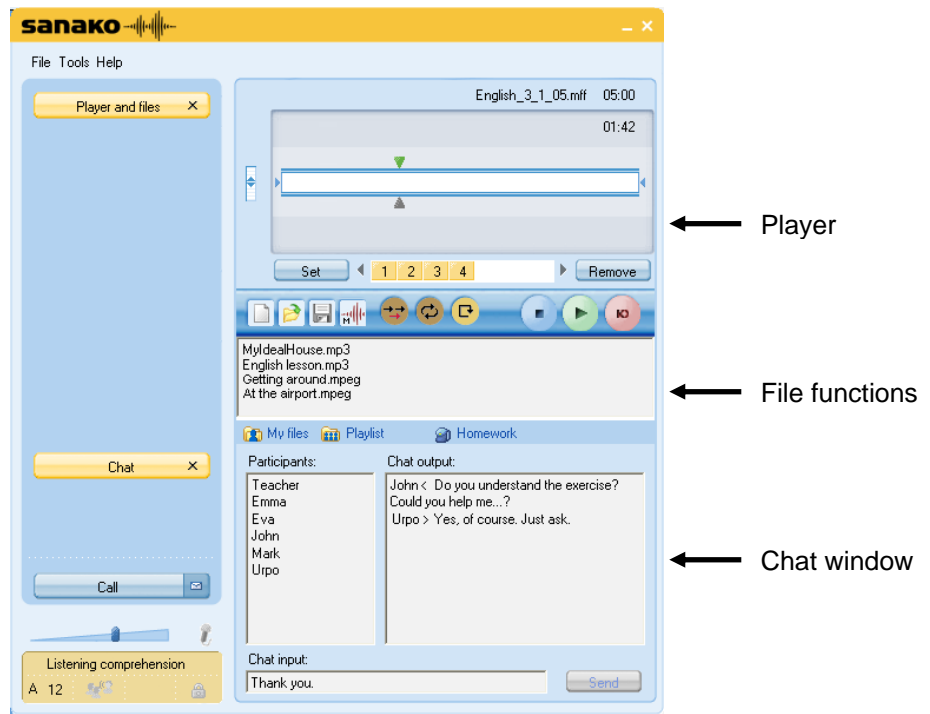 sanako
File Tools Help
Player and files
English_3_1_05.mff 05:00
01:42
Player
Set 1 2 3 4 Remove
M
MyIdealHouse.mp3
English lesson.mp3
Getting around.mpeg
At the airport.mpeg
File functions
My files Playlist Homework
Chat
Participants: Chat output:
Teacher
Emma
Eva
John
Mark
Urpo
John < Do you understand the exercise?
Could you help me...?
Urpo > Yes, of course. Just ask.
Chat window
Call
Listening comprehension
A 12
Chat input:
Thank you.
Send